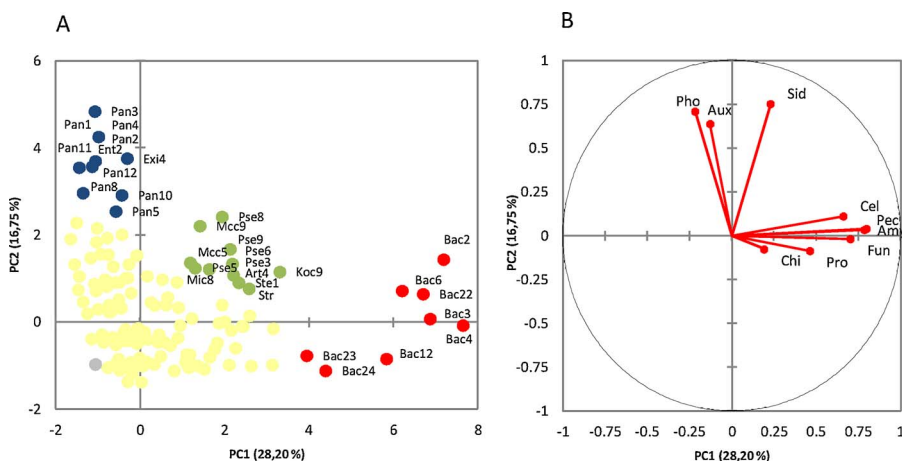 A
PC2 (16,75 %)
6
4
2
0
-2
Pan3
Pan1
Pan4
Pan2
Pan11
Ent2
Exi4
Pan12
Pan8
Pan10
Pan5
Pse8
Mcc9
Pse9
Pse6
Mcc5
Pse3
Pse5
Art4
Koc9
Mic8
Ste1
Str
Bac2
Bac6
Bac22
Bac3
Bac4
Bac23
Bac12
Bac24
-2 0 2 4 6 8
PC1 (28,20 %)
B
PC2 (16,75 %)
1
0.75
0.5
0.25
0
-0.25
-0.5
-0.75
-1
Pho
Aux
Sid
Cel
Pec
Am
Fun
Pro
Chi
-1 -0.75 -0.5 -0.25 0 0.25 0.5 0.75 1
PC1 (28,20 %)